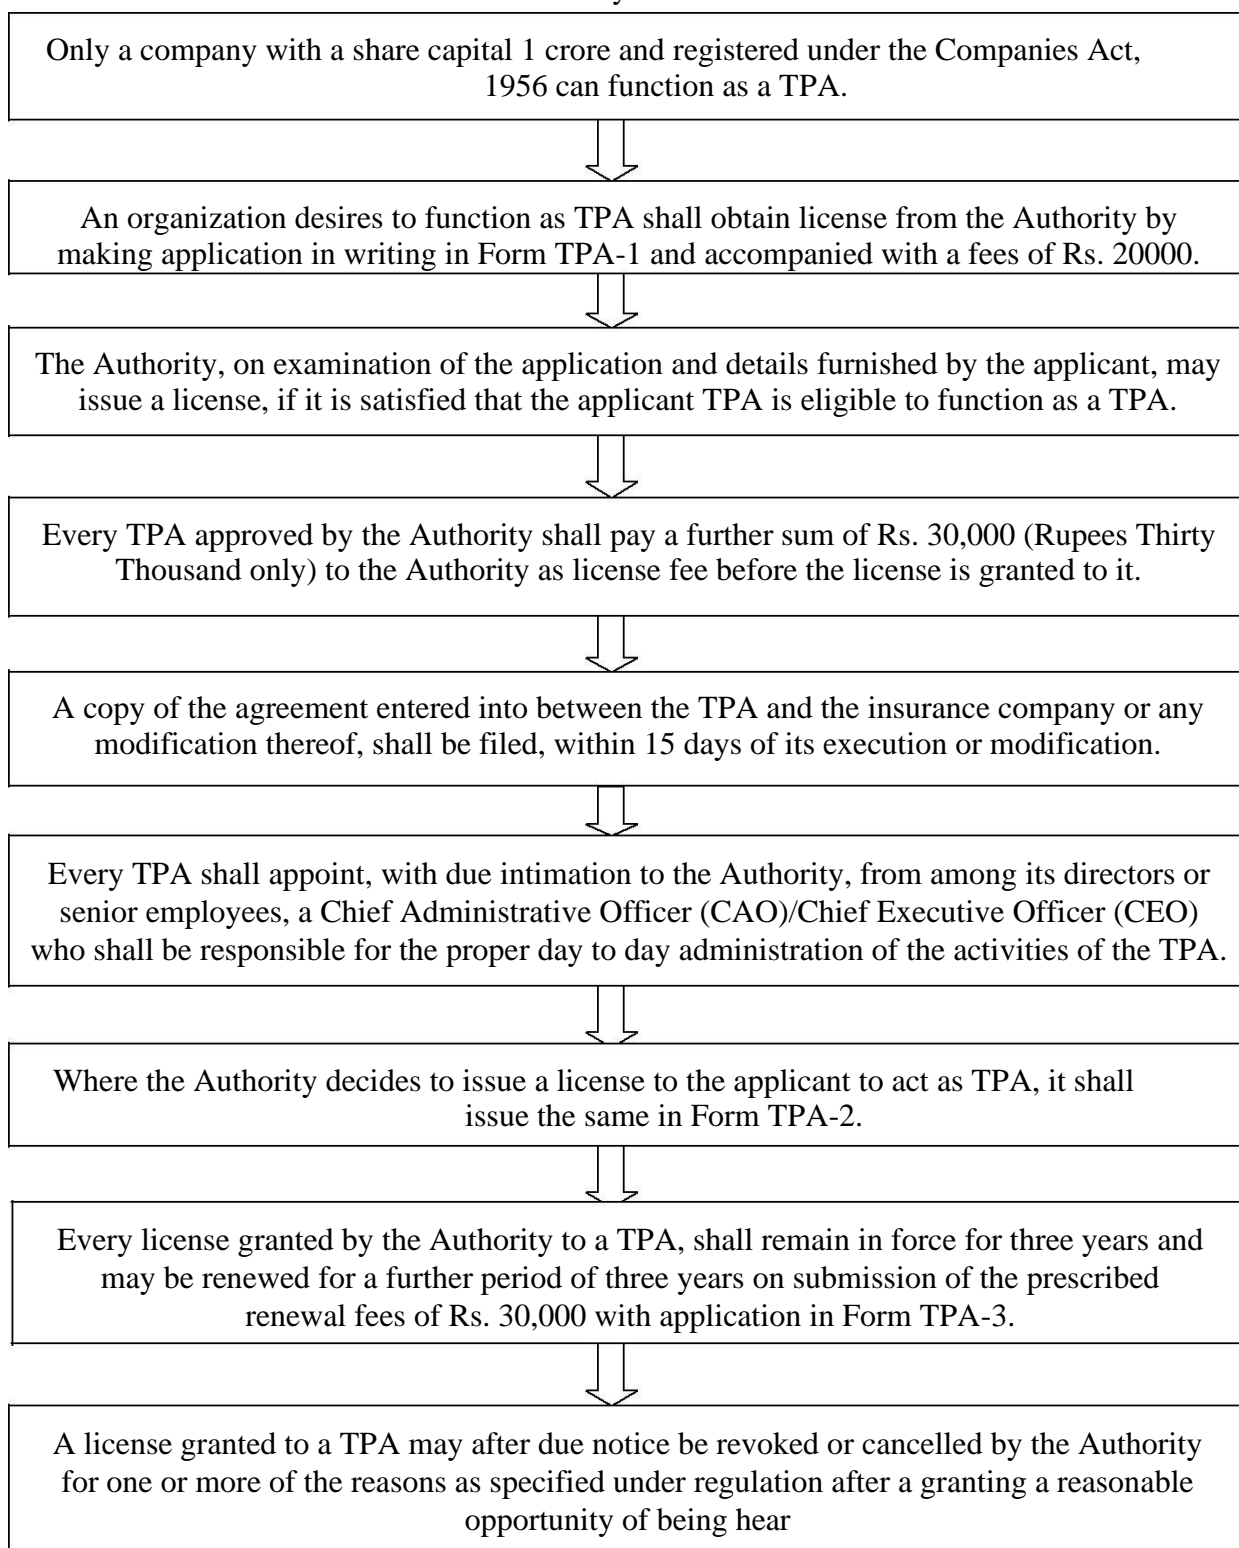 Only a company with a share capital 1 crore and registered under the Companies Act,
1956 can function as a TPA.
An organization desires to function as TPA shall obtain license from the Authority by
making application in writing in Form TPA-1 and accompanied with a fees of Rs. 20000.
The Authority, on examination of the application and details furnished by the applicant, may
issue a license, if it is satisfied that the applicant TPA is eligible to function as a TPA.
Every TPA approved by the Authority shall pay a further sum of Rs. 30,000 (Rupees Thirty
Thousand only) to the Authority as license fee before the license is granted to it.
A copy of the agreement entered into between the TPA and the insurance company or any
modification thereof, shall be filed, within 15 days of its execution or modification.
Every TPA shall appoint, with due intimation to the Authority, from among its directors or
senior employees, a Chief Administrative Officer (CAO)/Chief Executive Officer (CEO)
who shall be responsible for the proper day to day administration of the activities of the TPA.
Where the Authority decides to issue a license to the applicant to act as TPA, it shall
issue the same in Form TPA-2.
Every license granted by the Authority to a TPA, shall remain in force for three years and
may be renewed for a further period of three years on submission of the prescribed
renewal fees of Rs. 30,000 with application in Form TPA-3.
A license granted to a TPA may after due notice be revoked or cancelled by the Authority
for one or more of the reasons as specified under regulation after a granting a reasonable
opportunity of being hear